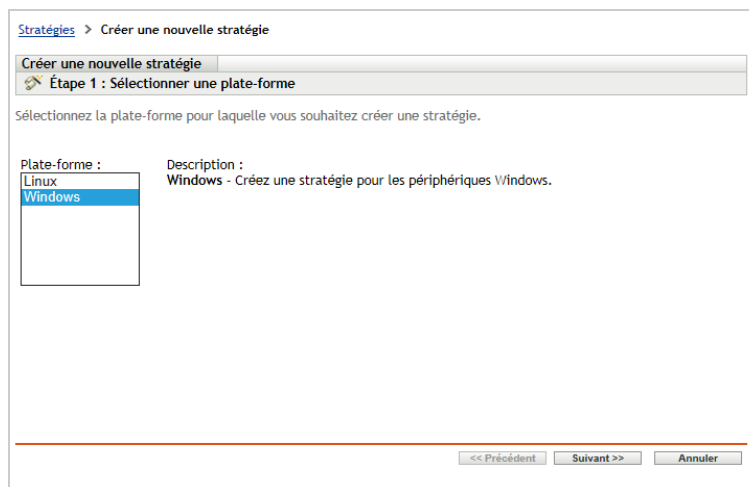 Stratégies > Créer une nouvelle stratégie
Créer une nouvelle stratégie
Étape 1 : Sélectionner une plate-forme
Sélectionnez la plate-forme pour laquelle vous souhaitez créer une stratégie.
Plate-forme :
Linux
Windows
Description :
Windows - Créez une stratégie pour les périphériques Windows.
<< Précédent
Suivant >>
Annuler